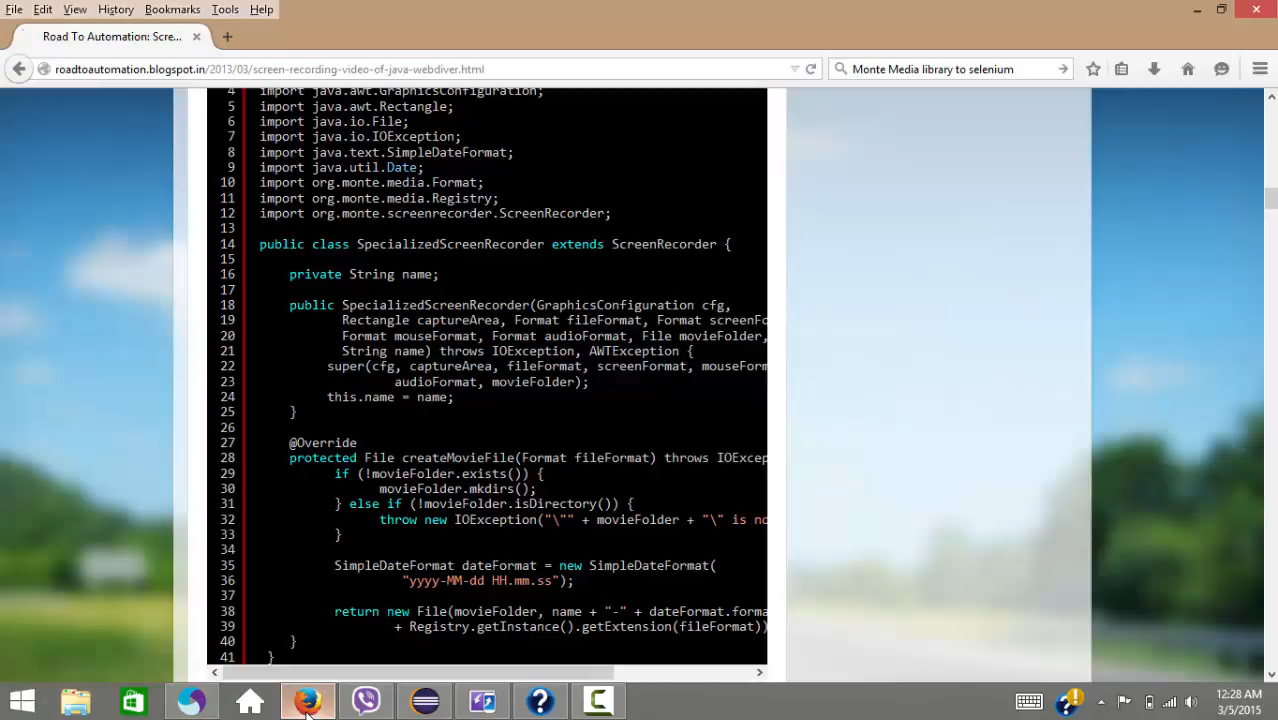 File Edit View History Bookmarks Tools Help
Road To Automation: Scre...
roadtoautomation.blogspot.in/2013/03/screen-recording-video-of-java-webdiver.html
Monte Media library to selenium
4 import java.awt.GraphicsConfiguration;
5 import java.awt.Rectangle;
6 import java.io.File;
7 import java.io.IOException;
8 import java.text.SimpleDateFormat;
9 import java.util.Date;
10 import org.monte.media.Format;
11 import org.monte.media.Registry;
12 import org.monte.screenrecorder.ScreenRecorder;
13
14 public class SpecializedScreenRecorder extends ScreenRecorder {
15
16 private String name;
17
18 public SpecializedScreenRecorder(GraphicsConfiguration cfg,
19 Rectangle captureArea, Format fileFormat, Format screenFo
20 Format mouseFormat, Format audioFormat, File movieFolder,
21 String name) throws IOException, AWTException {
22 super(cfg, captureArea, fileFormat, screenFormat, mouseForm
23 audioFormat, movieFolder);
24 this.name = name;
25 }
26
27 @Override
28 protected File createMovieFile(Format fileFormat) throws IOExcep
29 if (!movieFolder.exists()) {
30 movieFolder.mkdirs();
31 } else if (!movieFolder.isDirectory()) {
32 throw new IOException("\"" + movieFolder + "\" is no
33 }
34
35 SimpleDateFormat dateFormat = new SimpleDateFormat(
36 "yyyy-MM-dd HH.mm.ss");
37
38 return new File(movieFolder, name + "-" + dateFormat.forma
39 + Registry.getInstance().getExtension(fileFormat))
40 }
41 }
12:28 AM
3/5/2015